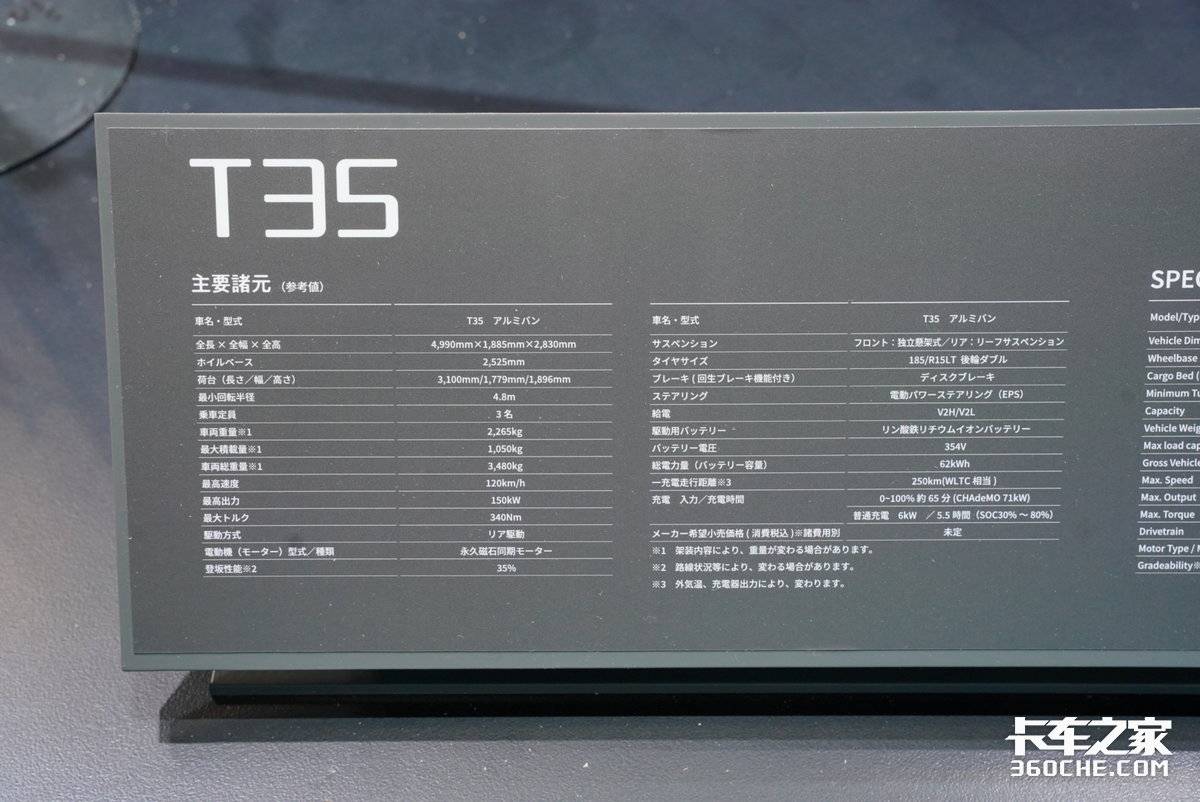 T35
主要諸元（参考値）
車名・型式 T35 アルミバン
全長 × 全幅 × 全高 4,990mm×1,885mm×2,830mm
ホイルベース 2,525mm
荷台（長さ／幅／高さ） 3,100mm/1,779mm/1,896mm
最小回転半径 4.8m
乗車定員 3 名
車両重量※1 2,265kg
最大積載量※1 1,050kg
車両総重量※1 3,480kg
最高速度 120km/h
最高出力 150kW
最大トルク 340Nm
駆動方式 リア駆動
電動機（モーター）型式／種類 永久磁石同期モーター
登坂性能※2 35%
車名・型式 T35 アルミバン
サスペンション フロント：独立懸架式／リア：リーフサスペンション
タイヤサイズ 185/R15LT 後輪ダブル
ブレーキ ( 回生ブレーキ機能付き） ディスクブレーキ
ステアリング 電動パワーステアリング（EPS）
給電 V2H/V2L
駆動用バッテリー リン酸鉄リチウムイオンバッテリー
バッテリー電圧 354V
総電力量（バッテリー容量） 62kWh
一充電走行距離※3 250km(WLTC 相当 )
充電 入力／充電時間 0~100% 約 65 分 (CHAdeMO 71kW)
普通充電 6kW ／ 5.5 時間（SOC30% ～ 80%）
メーカー希望小売価格 ( 消費税込 )※諸費用別 未定
※1 架装内容により、重量が変わる場合があります。
※2 路線状況等により、変わる場合があります。
※3 外気温、充電器出力により、変わります。
Model/Typ
Vehicle Dim
Wheelbase
Cargo Bed (
Minimum Tu
Capacity
Vehicle Weig
Max load cap
Gross Vehicle
Max. Speed
Max. Output
Max. Torque
Drivetrain
Motor Type /
Gradeability※
卡车之家
360CHE.COM